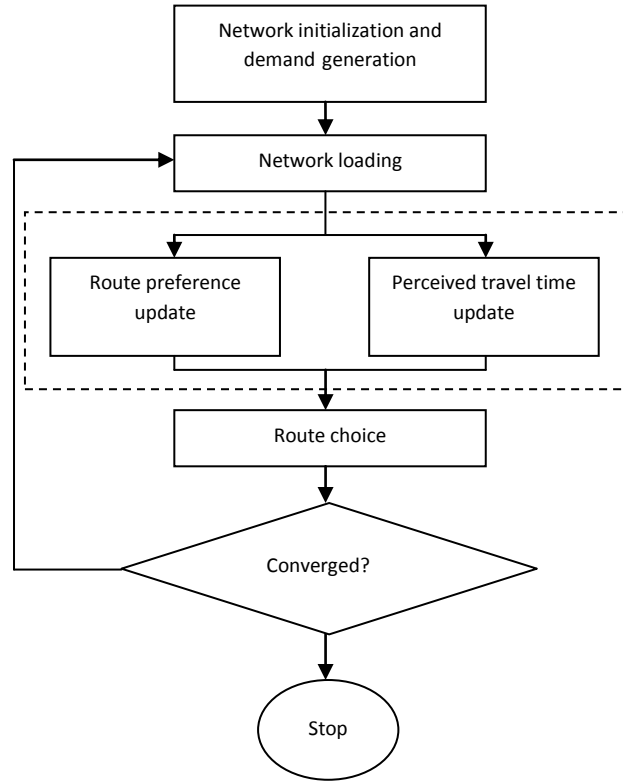 Network initialization and
demand generation
Network loading
Route preference
update
Perceived travel time
update
Route choice
Converged?
Stop